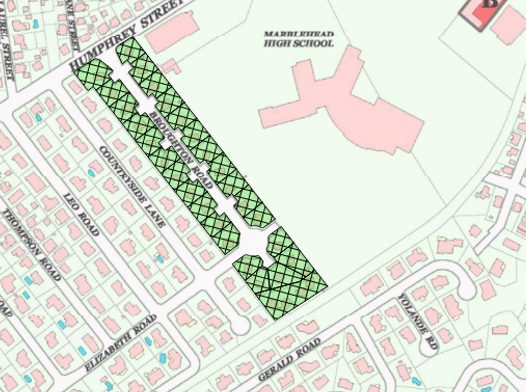 MARBLEHEAD
HIGH SCHOOL
HUMPHREY STREET
BROUGHTON ROAD
COUNTRYSIDE LANE
LEO ROAD
THOMPSON ROAD
ELIZABETH ROAD
GERALD ROAD
YOLANDE RD